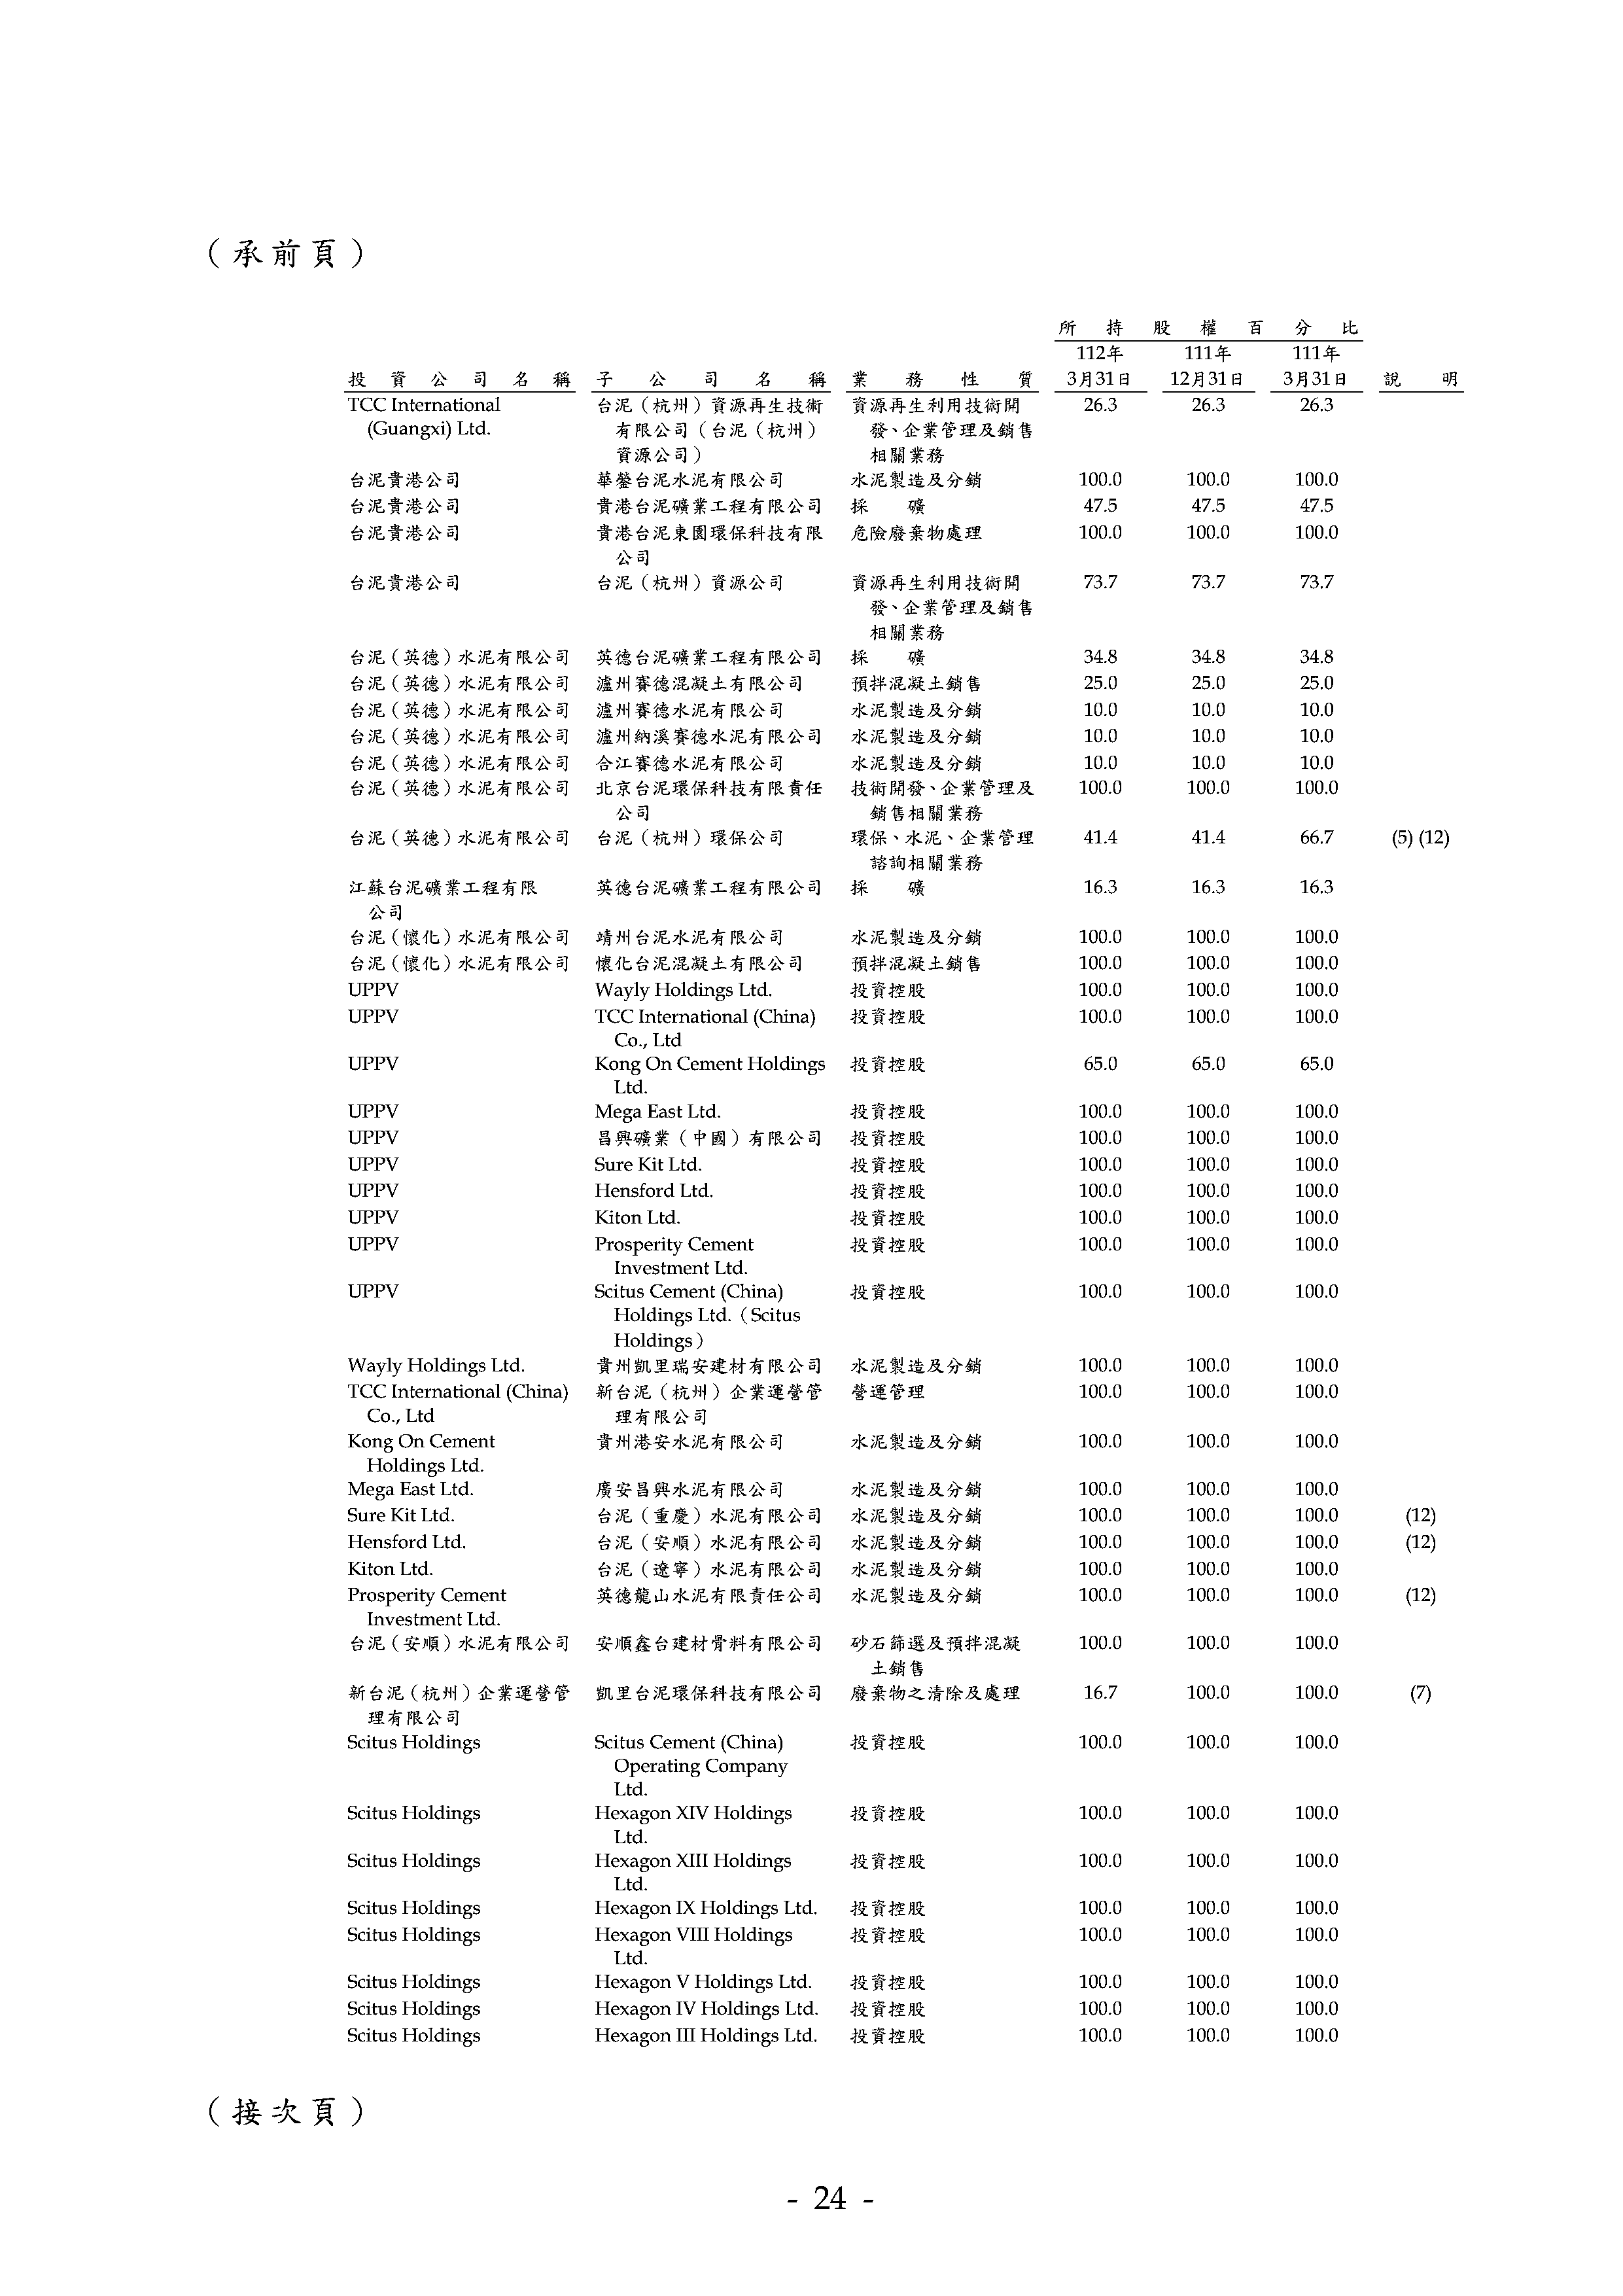 （承前頁）
所持股權百分比
112年 111年 111年
投資公司名稱 子公司名稱 業務性質 3月31日 12月31日 3月31日 說明
TCC International 台泥（杭州）資源再生技術 資源再生利用技術開 26.3 26.3 26.3
(Guangxi) Ltd. 有限公司（台泥（杭州） 發、企業管理及銷售
資源公司） 相關業務
台泥貴港公司 華鎣台泥水泥有限公司 水泥製造及分銷 100.0 100.0 100.0
台泥貴港公司 貴港台泥礦業工程有限公司 採礦 47.5 47.5 47.5
台泥貴港公司 貴港台泥東園環保科技有限 危險廢棄物處理 100.0 100.0 100.0
公司
台泥貴港公司 台泥（杭州）資源公司 資源再生利用技術開 73.7 73.7 73.7
發、企業管理及銷售
相關業務
台泥（英德）水泥有限公司 英德台泥礦業工程有限公司 採礦 34.8 34.8 34.8
台泥（英德）水泥有限公司 瀘州賽德混凝土有限公司 預拌混凝土銷售 25.0 25.0 25.0
台泥（英德）水泥有限公司 瀘州賽德水泥有限公司 水泥製造及分銷 10.0 10.0 10.0
台泥（英德）水泥有限公司 瀘州納溪賽德水泥有限公司 水泥製造及分銷 10.0 10.0 10.0
台泥（英德）水泥有限公司 合江賽德水泥有限公司 水泥製造及分銷 10.0 10.0 10.0
台泥（英德）水泥有限公司 北京台泥環保科技有限責任 技術開發、企業管理及 100.0 100.0 100.0
公司 銷售相關業務
台泥（英德）水泥有限公司 台泥（杭州）環保公司 環保、水泥、企業管理 41.4 41.4 66.7 (5) (12)
諮詢相關業務
江蘇台泥礦業工程有限 英德台泥礦業工程有限公司 採礦 16.3 16.3 16.3
公司
台泥（懷化）水泥有限公司 靖州台泥水泥有限公司 水泥製造及分銷 100.0 100.0 100.0
台泥（懷化）水泥有限公司 懷化台泥混凝土有限公司 預拌混凝土銷售 100.0 100.0 100.0
UPPV Wayly Holdings Ltd. 投資控股 100.0 100.0 100.0
UPPV TCC International (China) 投資控股 100.0 100.0 100.0
Co., Ltd
UPPV Kong On Cement Holdings 投資控股 65.0 65.0 65.0
Ltd.
UPPV Mega East Ltd. 投資控股 100.0 100.0 100.0
UPPV 昌興礦業（中國）有限公司 投資控股 100.0 100.0 100.0
UPPV Sure Kit Ltd. 投資控股 100.0 100.0 100.0
UPPV Hensford Ltd. 投資控股 100.0 100.0 100.0
UPPV Kiton Ltd. 投資控股 100.0 100.0 100.0
UPPV Prosperity Cement 投資控股 100.0 100.0 100.0
Investment Ltd.
UPPV Scitus Cement (China) 投資控股 100.0 100.0 100.0
Holdings Ltd.（Scitus
Holdings）
Wayly Holdings Ltd. 貴州凱里瑞安建材有限公司 水泥製造及分銷 100.0 100.0 100.0
TCC International (China) 新台泥（杭州）企業運營管 營運管理 100.0 100.0 100.0
Co., Ltd 理有限公司
Kong On Cement 貴州港安水泥有限公司 水泥製造及分銷 100.0 100.0 100.0
Holdings Ltd.
Mega East Ltd. 廣安昌興水泥有限公司 水泥製造及分銷 100.0 100.0 100.0
Sure Kit Ltd. 台泥（重慶）水泥有限公司 水泥製造及分銷 100.0 100.0 100.0 (12)
Hensford Ltd. 台泥（安順）水泥有限公司 水泥製造及分銷 100.0 100.0 100.0 (12)
Kiton Ltd. 台泥（遼寧）水泥有限公司 水泥製造及分銷 100.0 100.0 100.0
Prosperity Cement 英德龍山水泥有限責任公司 水泥製造及分銷 100.0 100.0 100.0 (12)
Investment Ltd.
台泥（安順）水泥有限公司 安順鑫台建材骨料有限公司 砂石篩選及預拌混凝 100.0 100.0 100.0
土銷售
新台泥（杭州）企業運營管 凱里台泥環保科技有限公司 廢棄物之清除及處理 16.7 100.0 100.0 (7)
理有限公司
Scitus Holdings Scitus Cement (China) 投資控股 100.0 100.0 100.0
Operating Company
Ltd.
Scitus Holdings Hexagon XIV Holdings 投資控股 100.0 100.0 100.0
Ltd.
Scitus Holdings Hexagon XIII Holdings 投資控股 100.0 100.0 100.0
Ltd.
Scitus Holdings Hexagon IX Holdings Ltd. 投資控股 100.0 100.0 100.0
Scitus Holdings Hexagon VIII Holdings 投資控股 100.0 100.0 100.0
Ltd.
Scitus Holdings Hexagon V Holdings Ltd. 投資控股 100.0 100.0 100.0
Scitus Holdings Hexagon IV Holdings Ltd. 投資控股 100.0 100.0 100.0
Scitus Holdings Hexagon III Holdings Ltd. 投資控股 100.0 100.0 100.0
（接次頁）
- 24 -